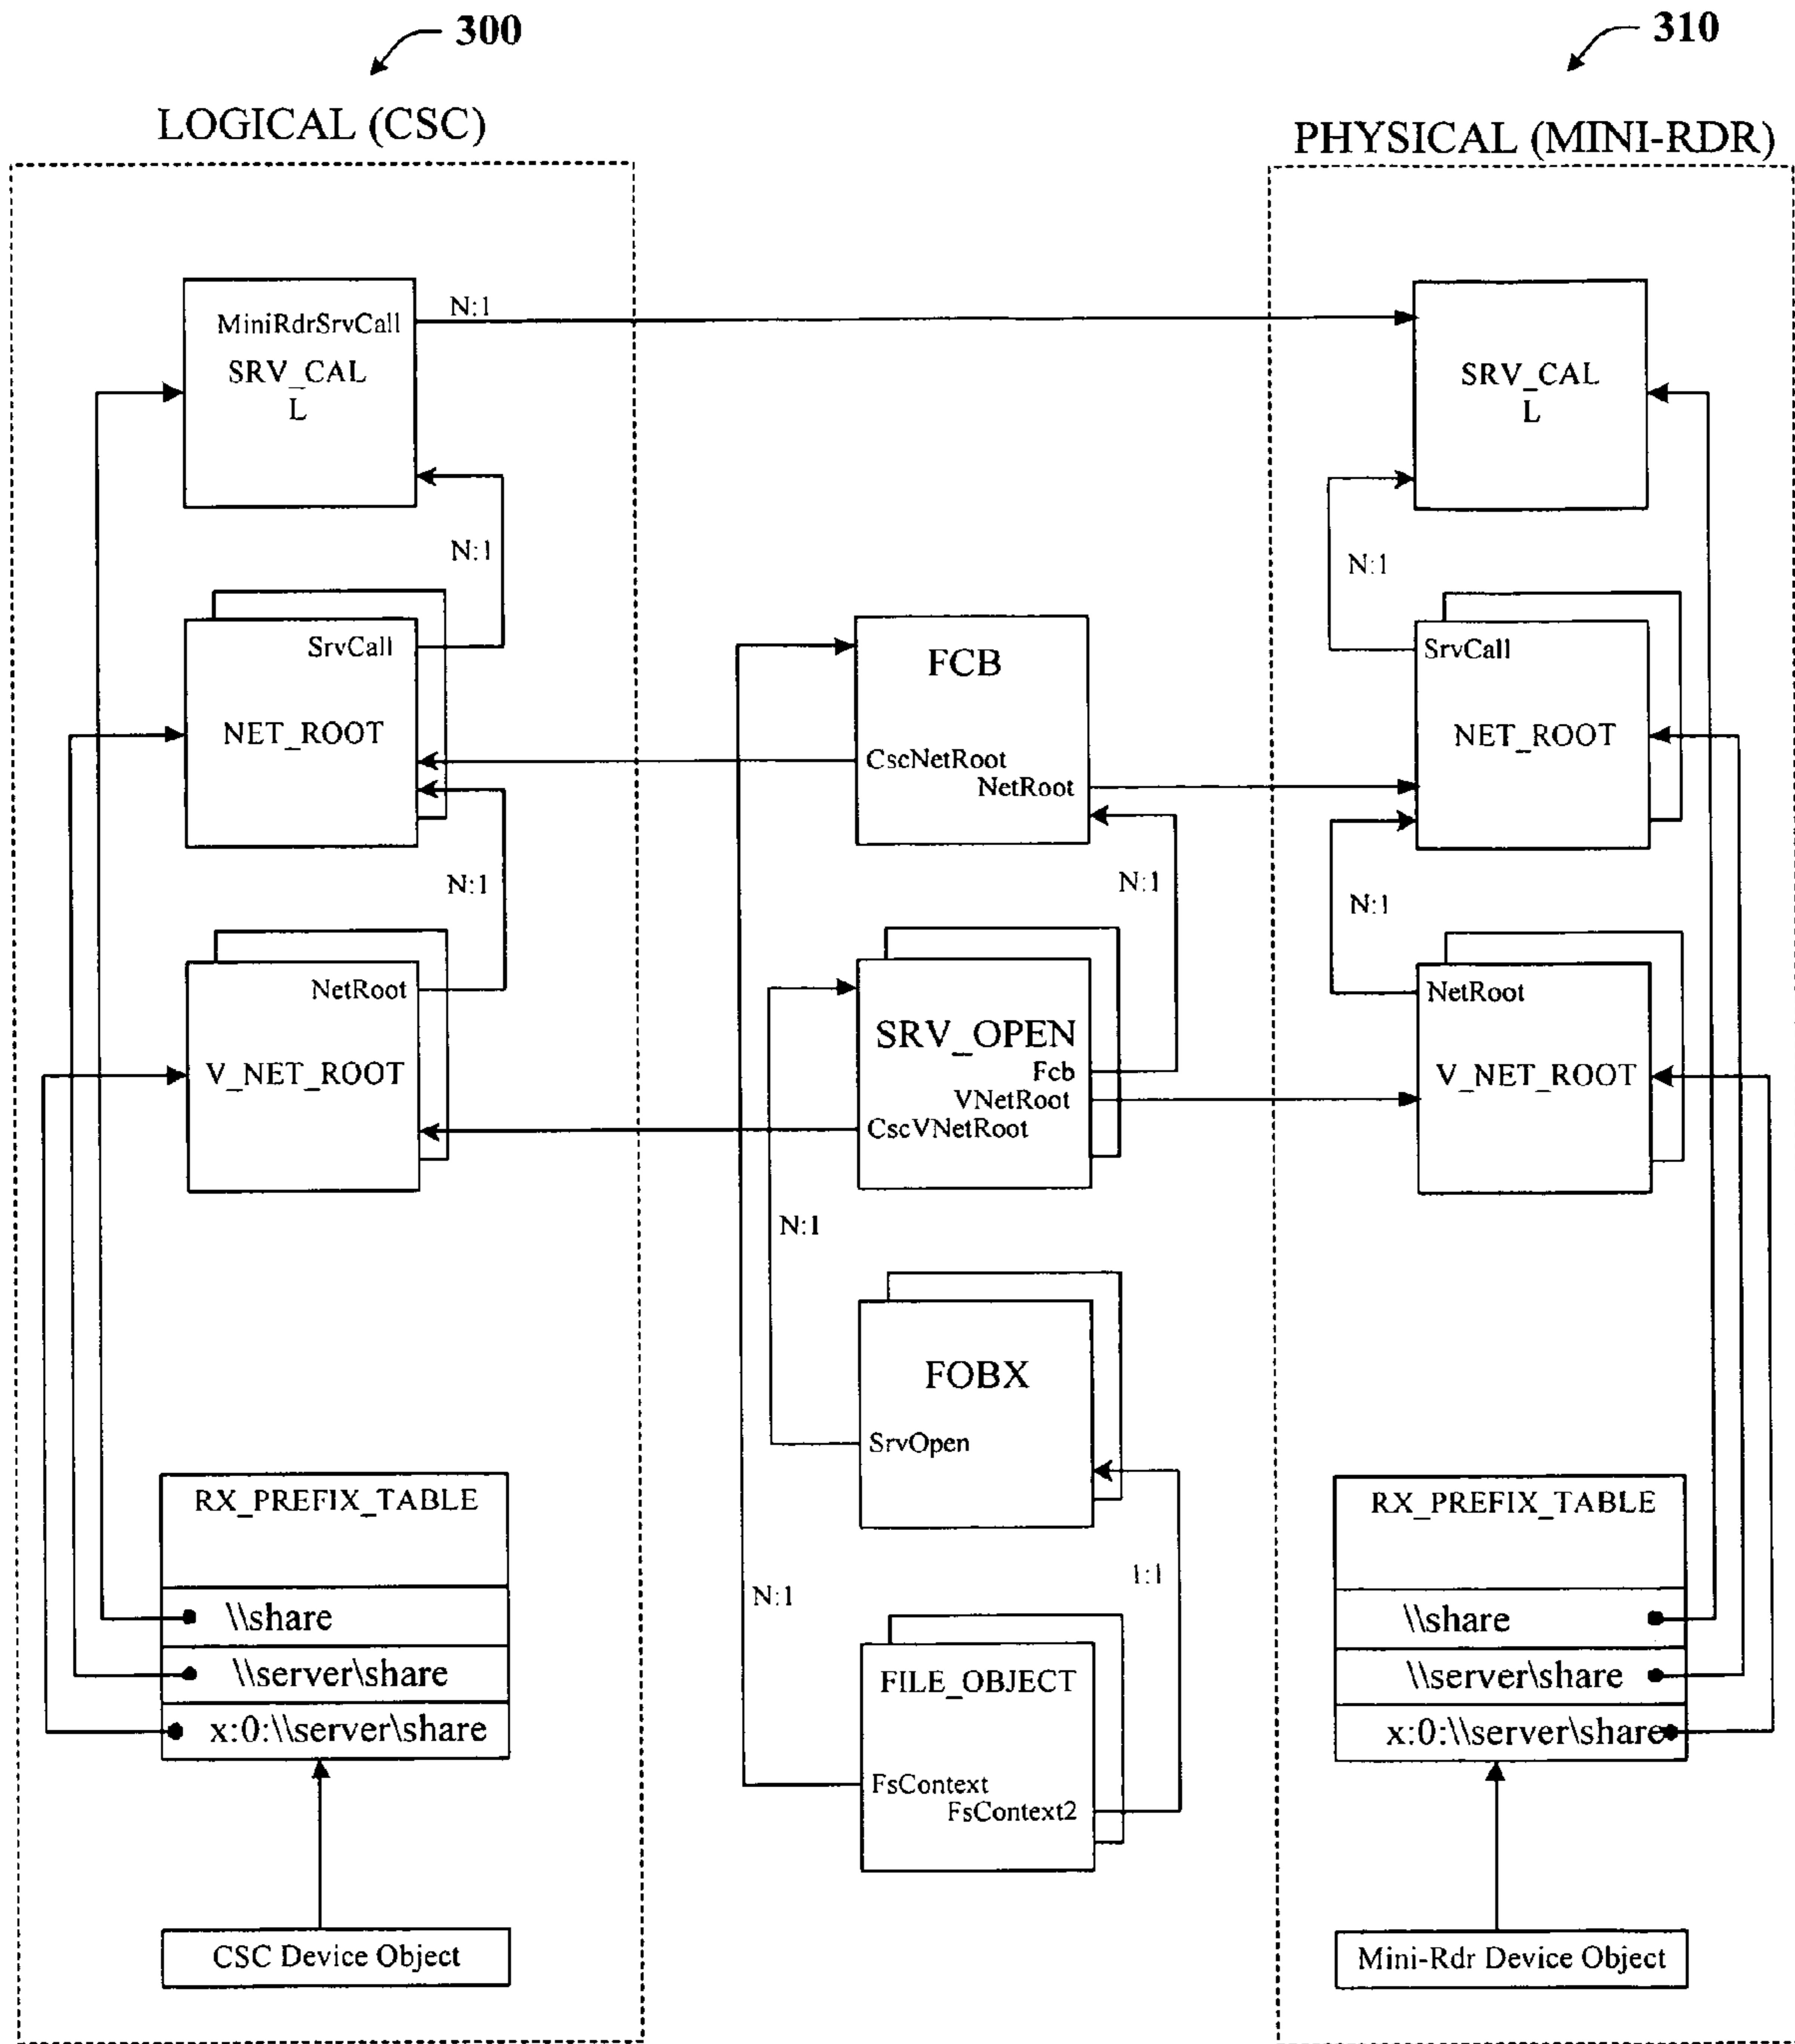 300
310
LOGICAL (CSC)
PHYSICAL (MINI-RDR)
MiniRdrSrvCall
N:1
SRV_CAL
L
SRV_CAL
L
N:1
N:1
SrvCall
NET_ROOT
FCB
CscNetRoot
NetRoot
SrvCall
NET_ROOT
N:1
N:1
N:1
NetRoot
V_NET_ROOT
SRV_OPEN
Fcb
VNetRoot
CscVNetRoot
NetRoot
V_NET_ROOT
N:1
FOBX
SrvOpen
RX_PREFIX_TABLE
\\share
\\server\share
x:0:\\server\share
N:1
1:1
FILE_OBJECT
FsContext
FsContext2
RX_PREFIX_TABLE
\\share
\\server\share
x:0:\\server\share
CSC Device Object
Mini-Rdr Device Object